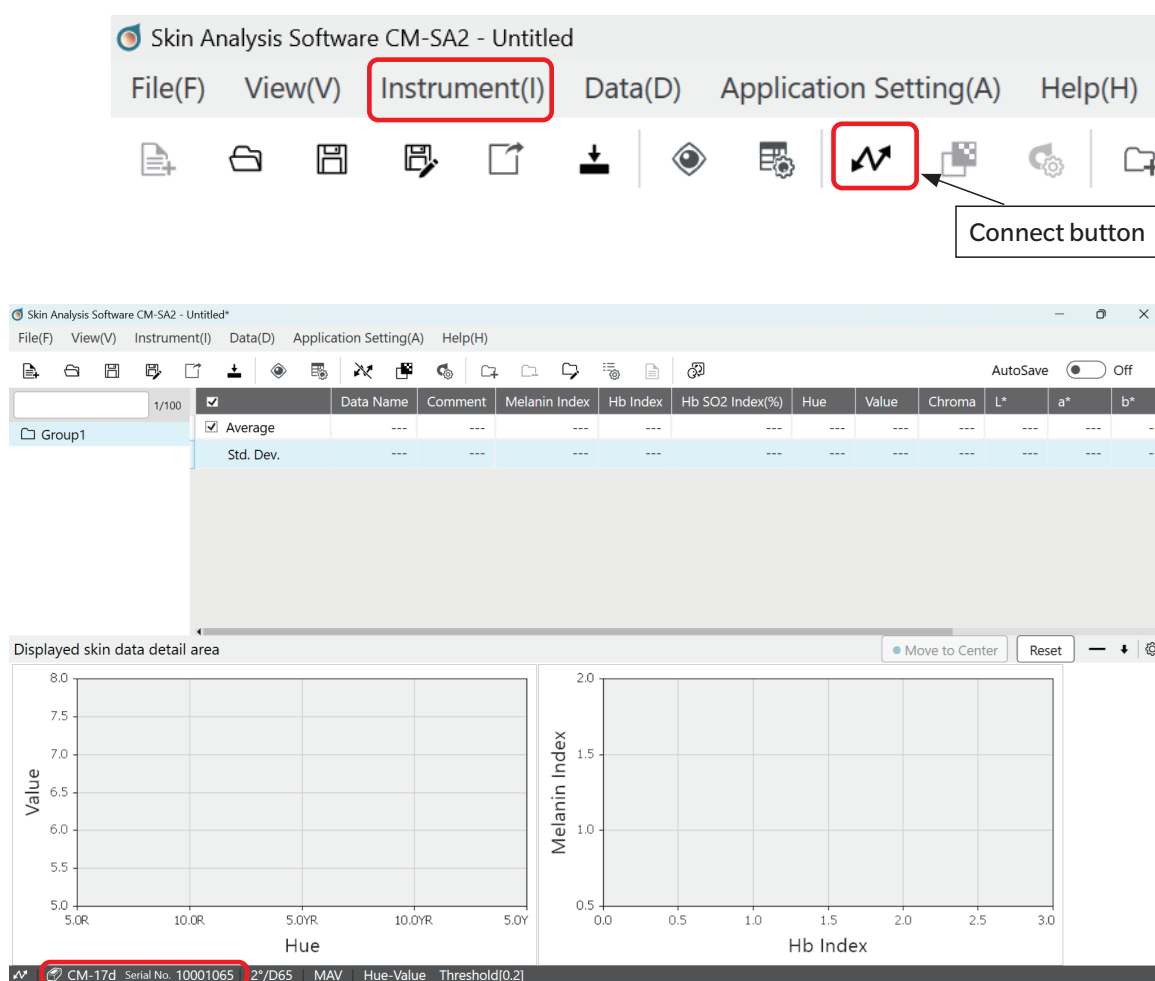 Skin Analysis Software CM-SA2 - Untitled
File(F) View(V) Instrument(I) Data(D) Application Setting(A) Help(H)
Connect button
Skin Analysis Software CM-SA2 - Untitled*
File(F) View(V) Instrument(I) Data(D) Application Setting(A) Help(H)
AutoSave Off
1/100 Data Name Comment Melanin Index Hb Index Hb SO2 Index(%) Hue Value Chroma L* a* b*
Group1
Average --- --- --- --- --- --- --- --- --- --- -
Std. Dev. --- --- --- --- --- --- --- --- --- --- -
Displayed skin data detail area Move to Center Reset
8.0
7.5
7.0
6.5
6.0
5.5
5.0
Value
5.0R 10.0R 5.0YR 10.0YR 5.0Y
Hue
2.0
1.5
1.0
0.5
Melanin Index
0.0 0.5 1.0 1.5 2.0 2.5 3.0
Hb Index
CM-17d Serial No. 10001065 2°/D65 MAV Hue-Value Threshold[0.2]